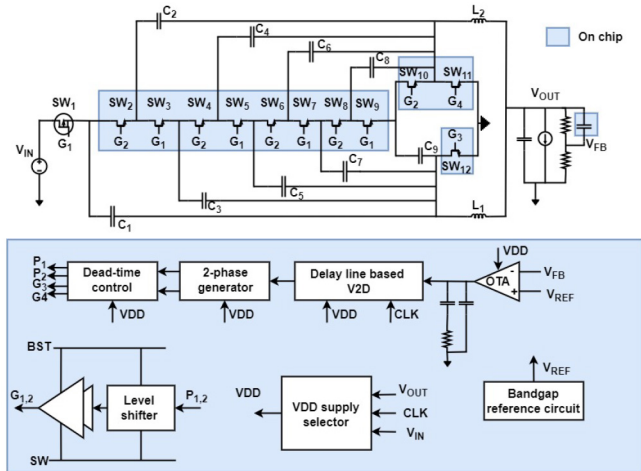 C2
L2
C4
On chip
C6
C8
SW10
SW11
SW1
SW2
SW3
SW4
SW5
SW6
SW7
SW8
SW9
G2
G4
VOUT
VIN
G1
G2
G1
G2
G1
G2
G1
G2
G1
G3
VFB
C9
SW12
C7
C5
C3
C1
L1
P1
P2
G3
G4
Dead-time control
2-phase generator
Delay line based V2D
OTA
-
+
VDD
VFB
VREF
VDD
VDD
VDD
CLK
BST
G1,2
Level shifter
P1,2
SW
VDD
VDD supply selector
VOUT
CLK
VIN
VREF
Bandgap reference circuit